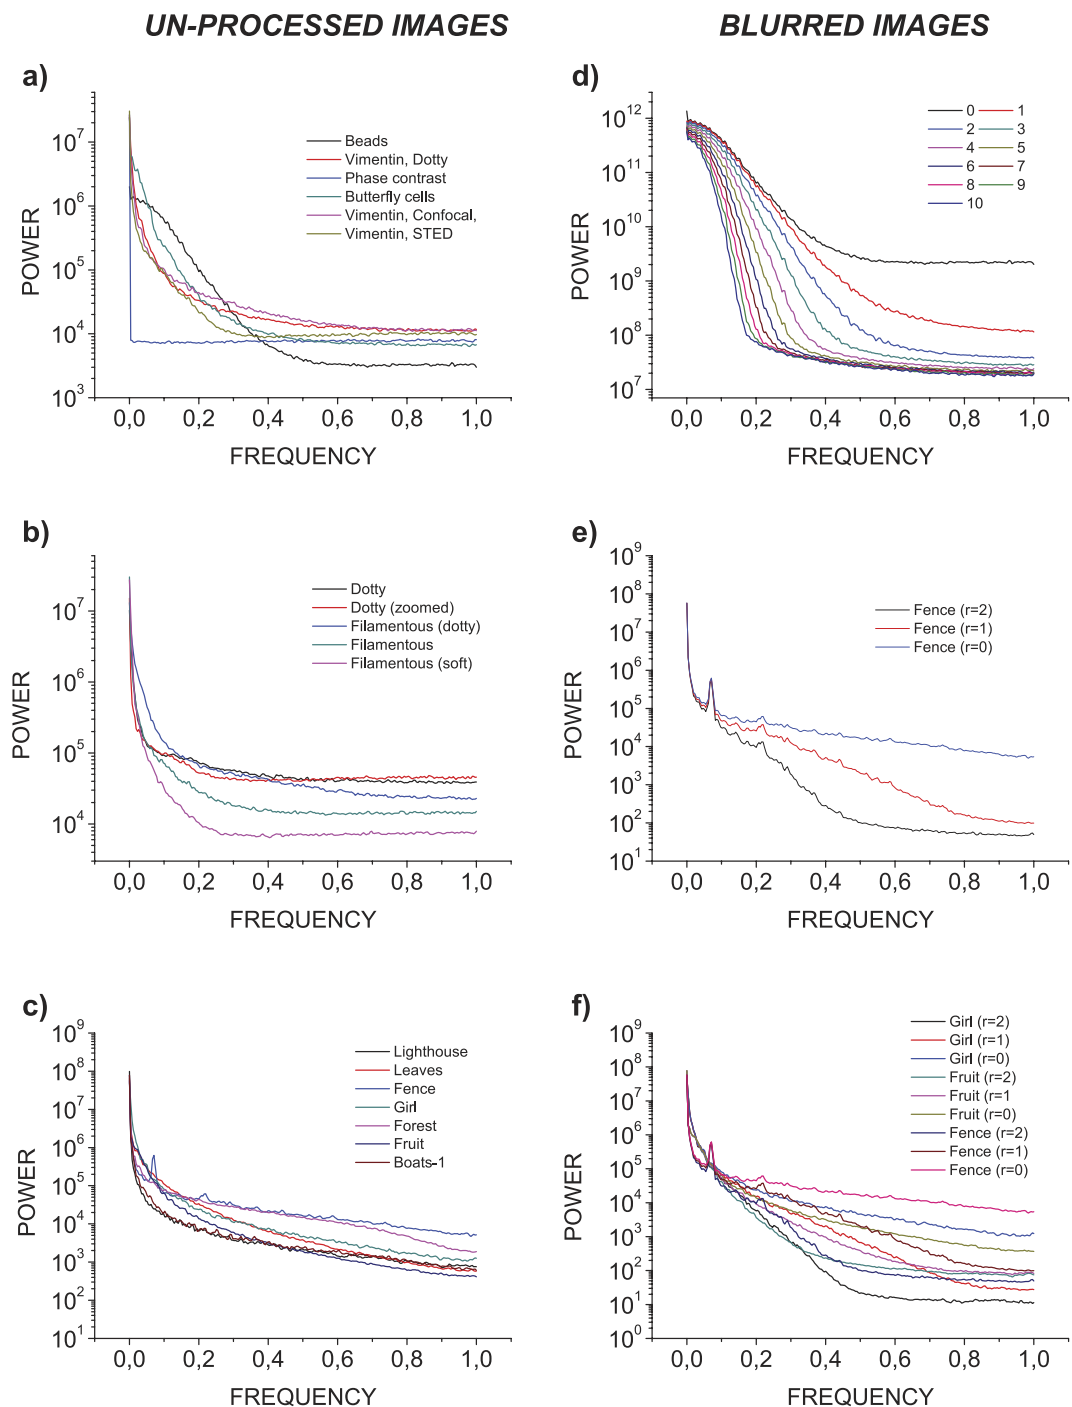 UN-PROCESSED IMAGES
BLURRED IMAGES
a)
POWER
10^7
10^6
10^5
10^4
10^3
0,0 0,2 0,4 0,6 0,8 1,0
FREQUENCY
Beads
Vimentin, Dotty
Phase contrast
Butterfly cells
Vimentin, Confocal,
Vimentin, STED
d)
POWER
10^12
10^11
10^10
10^9
10^8
10^7
0,0 0,2 0,4 0,6 0,8 1,0
FREQUENCY
0 1
2 3
4 5
6 7
8 9
10
b)
POWER
10^7
10^6
10^5
10^4
0,0 0,2 0,4 0,6 0,8 1,0
FREQUENCY
Dotty
Dotty (zoomed)
Filamentous (dotty)
Filamentous
Filamentous (soft)
e)
POWER
10^9
10^8
10^7
10^6
10^5
10^4
10^3
10^2
10^1
0,0 0,2 0,4 0,6 0,8 1,0
FREQUENCY
Fence (r=2)
Fence (r=1)
Fence (r=0)
c)
POWER
10^9
10^8
10^7
10^6
10^5
10^4
10^3
10^2
10^1
0,0 0,2 0,4 0,6 0,8 1,0
FREQUENCY
Lighthouse
Leaves
Fence
Girl
Forest
Fruit
Boats-1
f)
POWER
10^9
10^8
10^7
10^6
10^5
10^4
10^3
10^2
10^1
10^0
0,0 0,2 0,4 0,6 0,8 1,0
FREQUENCY
Girl (r=2)
Girl (r=1)
Girl (r=0)
Fruit (r=2)
Fruit (r=1
Fruit (r=0)
Fence (r=2)
Fence (r=1)
Fence (r=0)